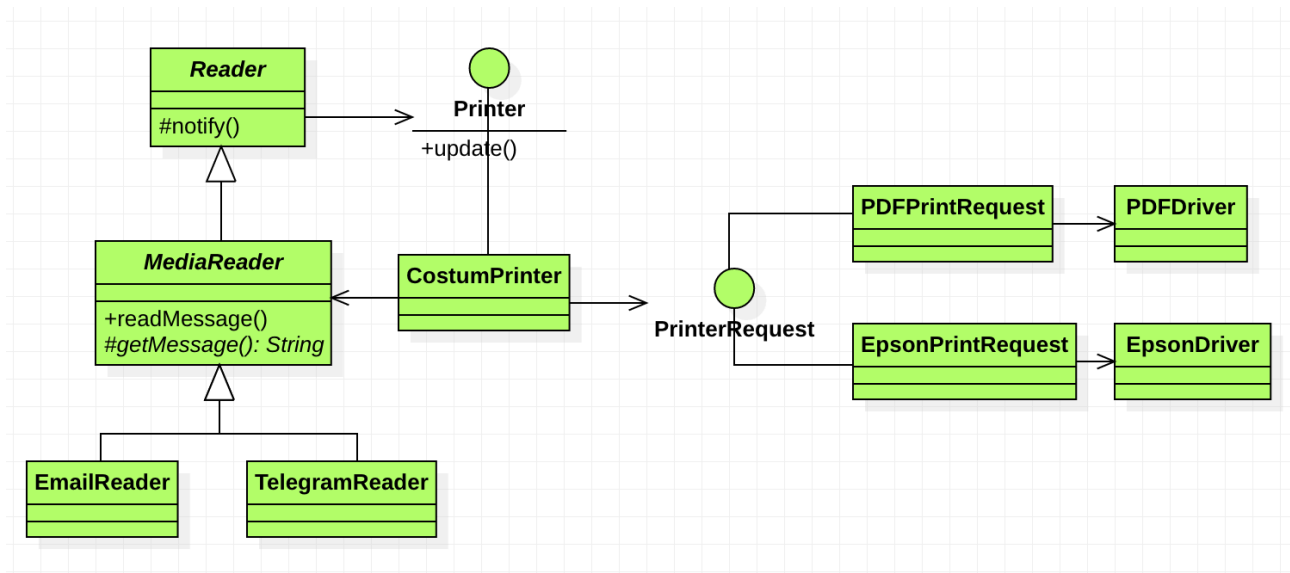 Reader
#notify()
Printer
+update()
MediaReader
+readMessage()
#getMessage(): String
CostumPrinter
PrinterRequest
PDFPrintRequest
PDFDriver
EpsonPrintRequest
EpsonDriver
EmailReader
TelegramReader